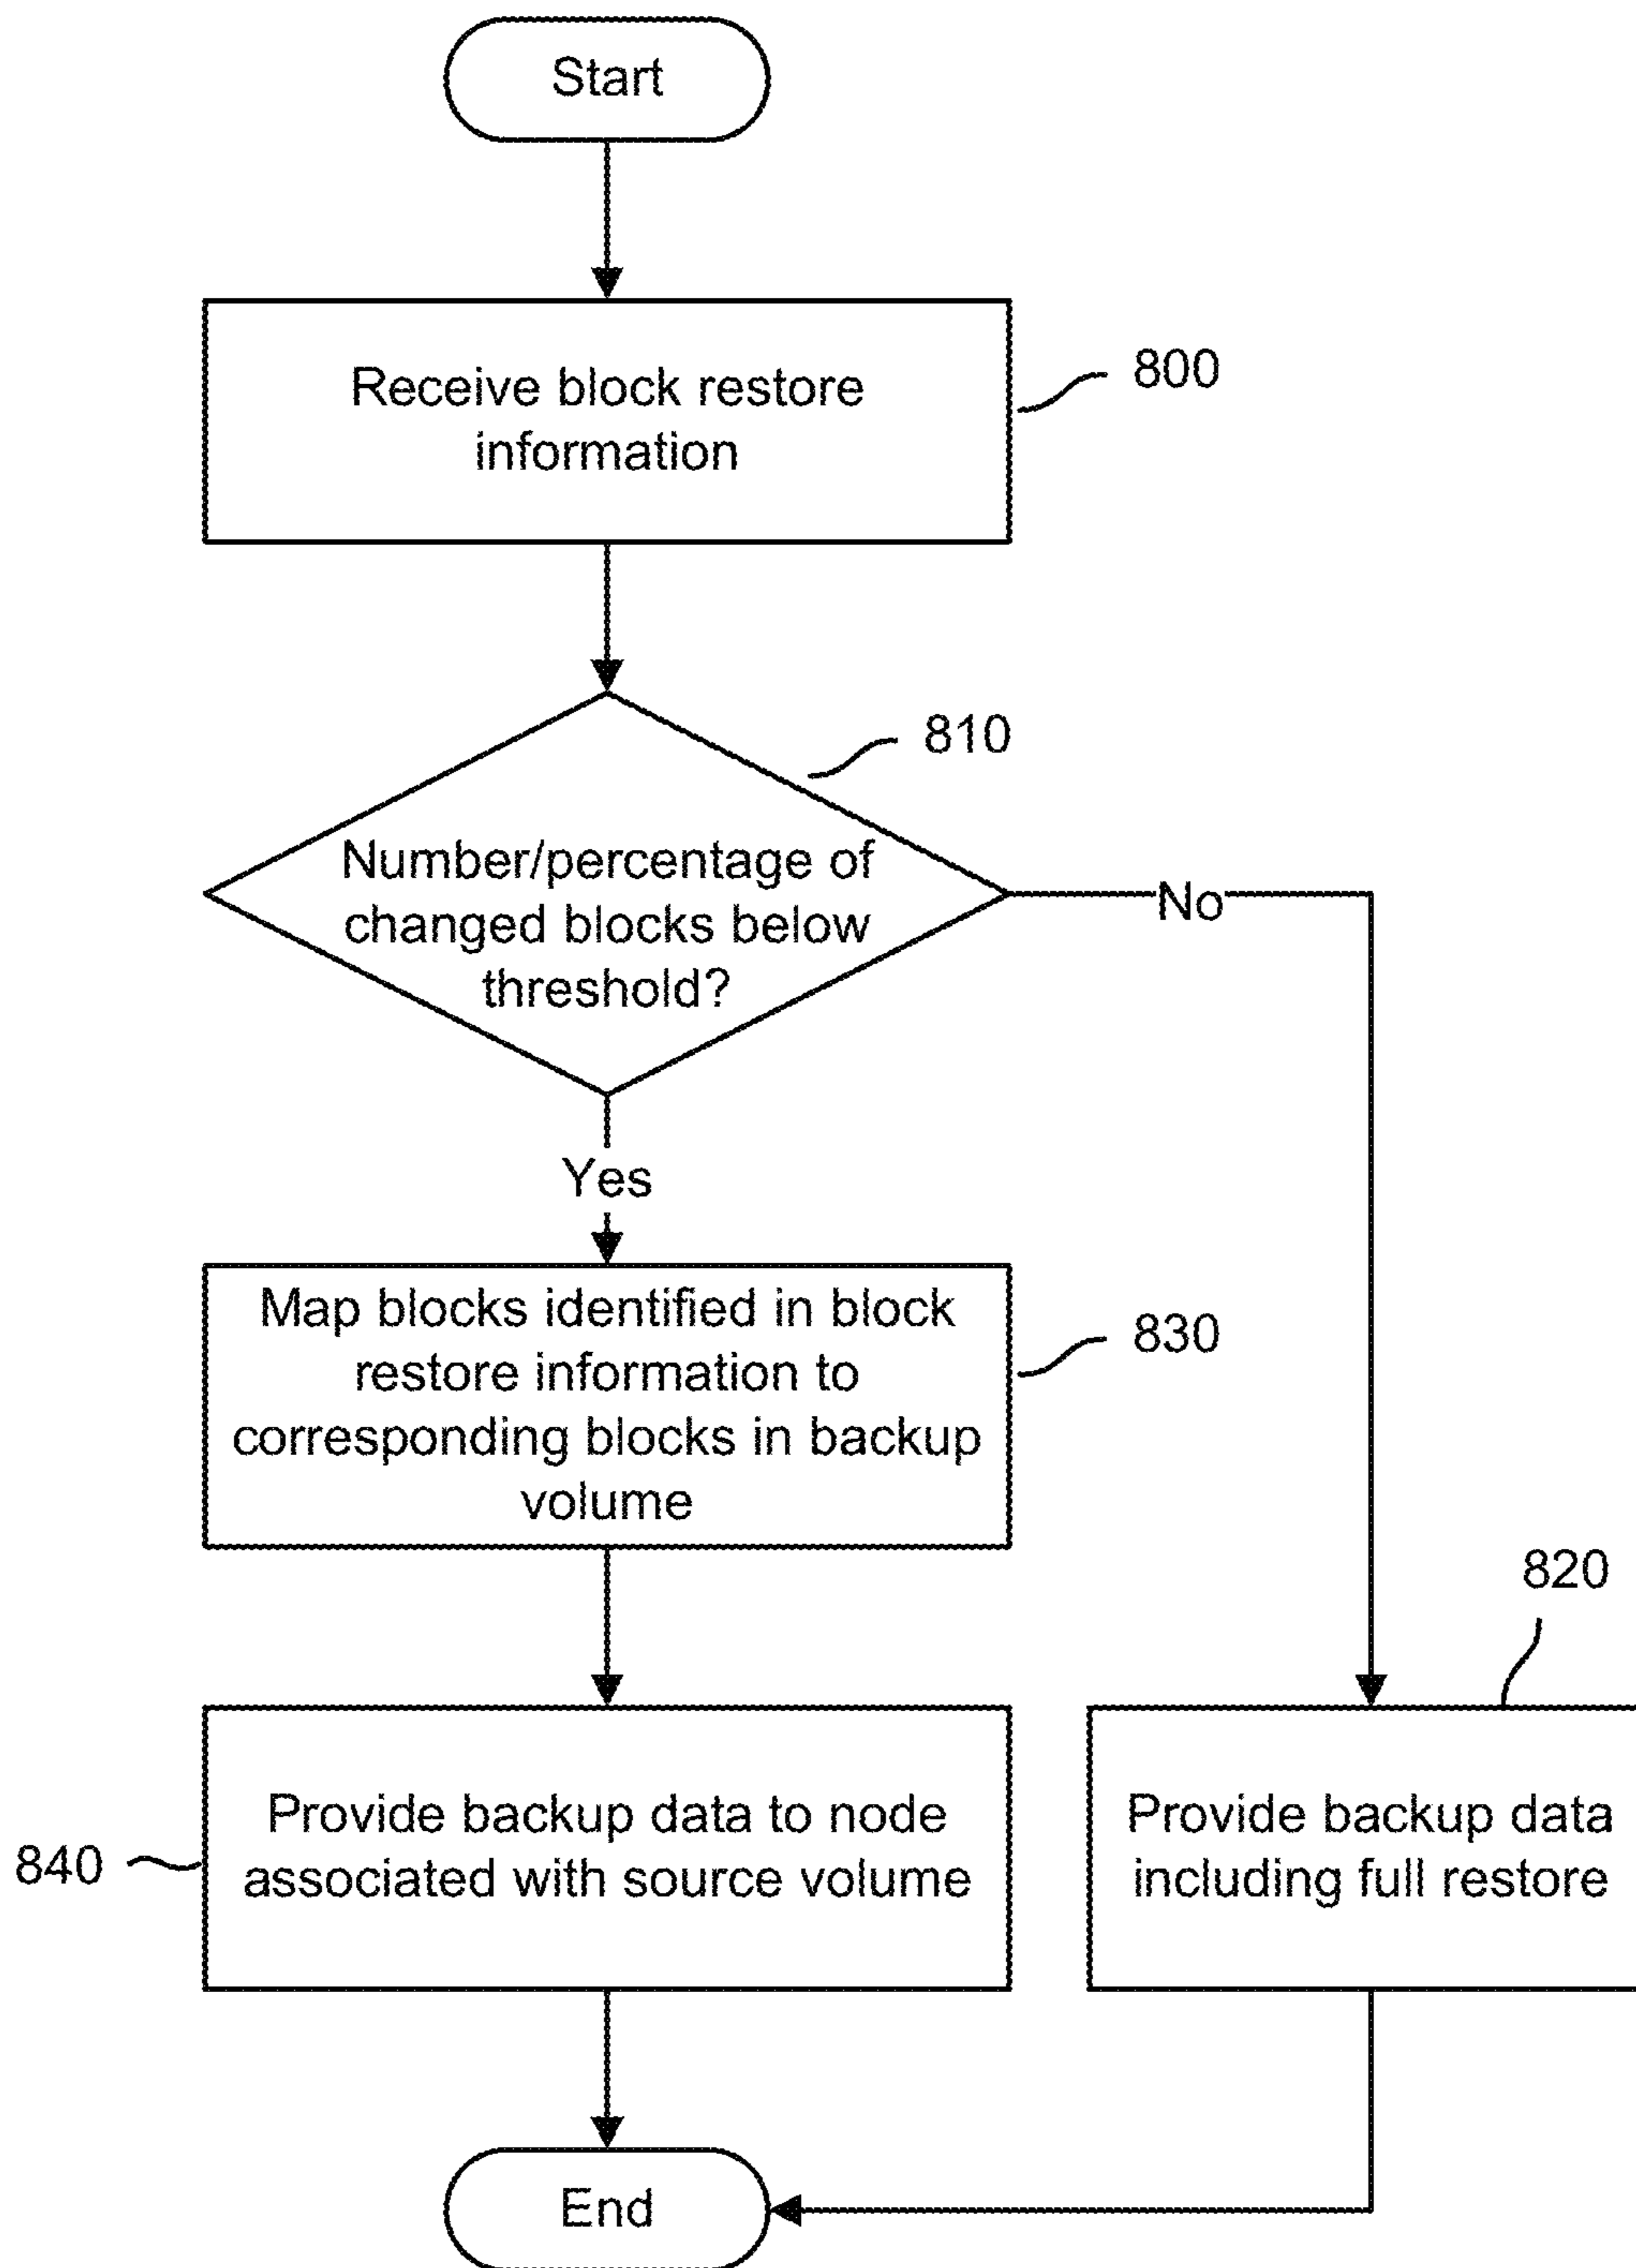 Start
Receive block restore
information
800
810
Number/percentage of
changed blocks below
threshold?
No
Yes
Map blocks identified in block
restore information to
corresponding blocks in backup
volume
830
820
Provide backup data to node
associated with source volume
840
Provide backup data
including full restore
End